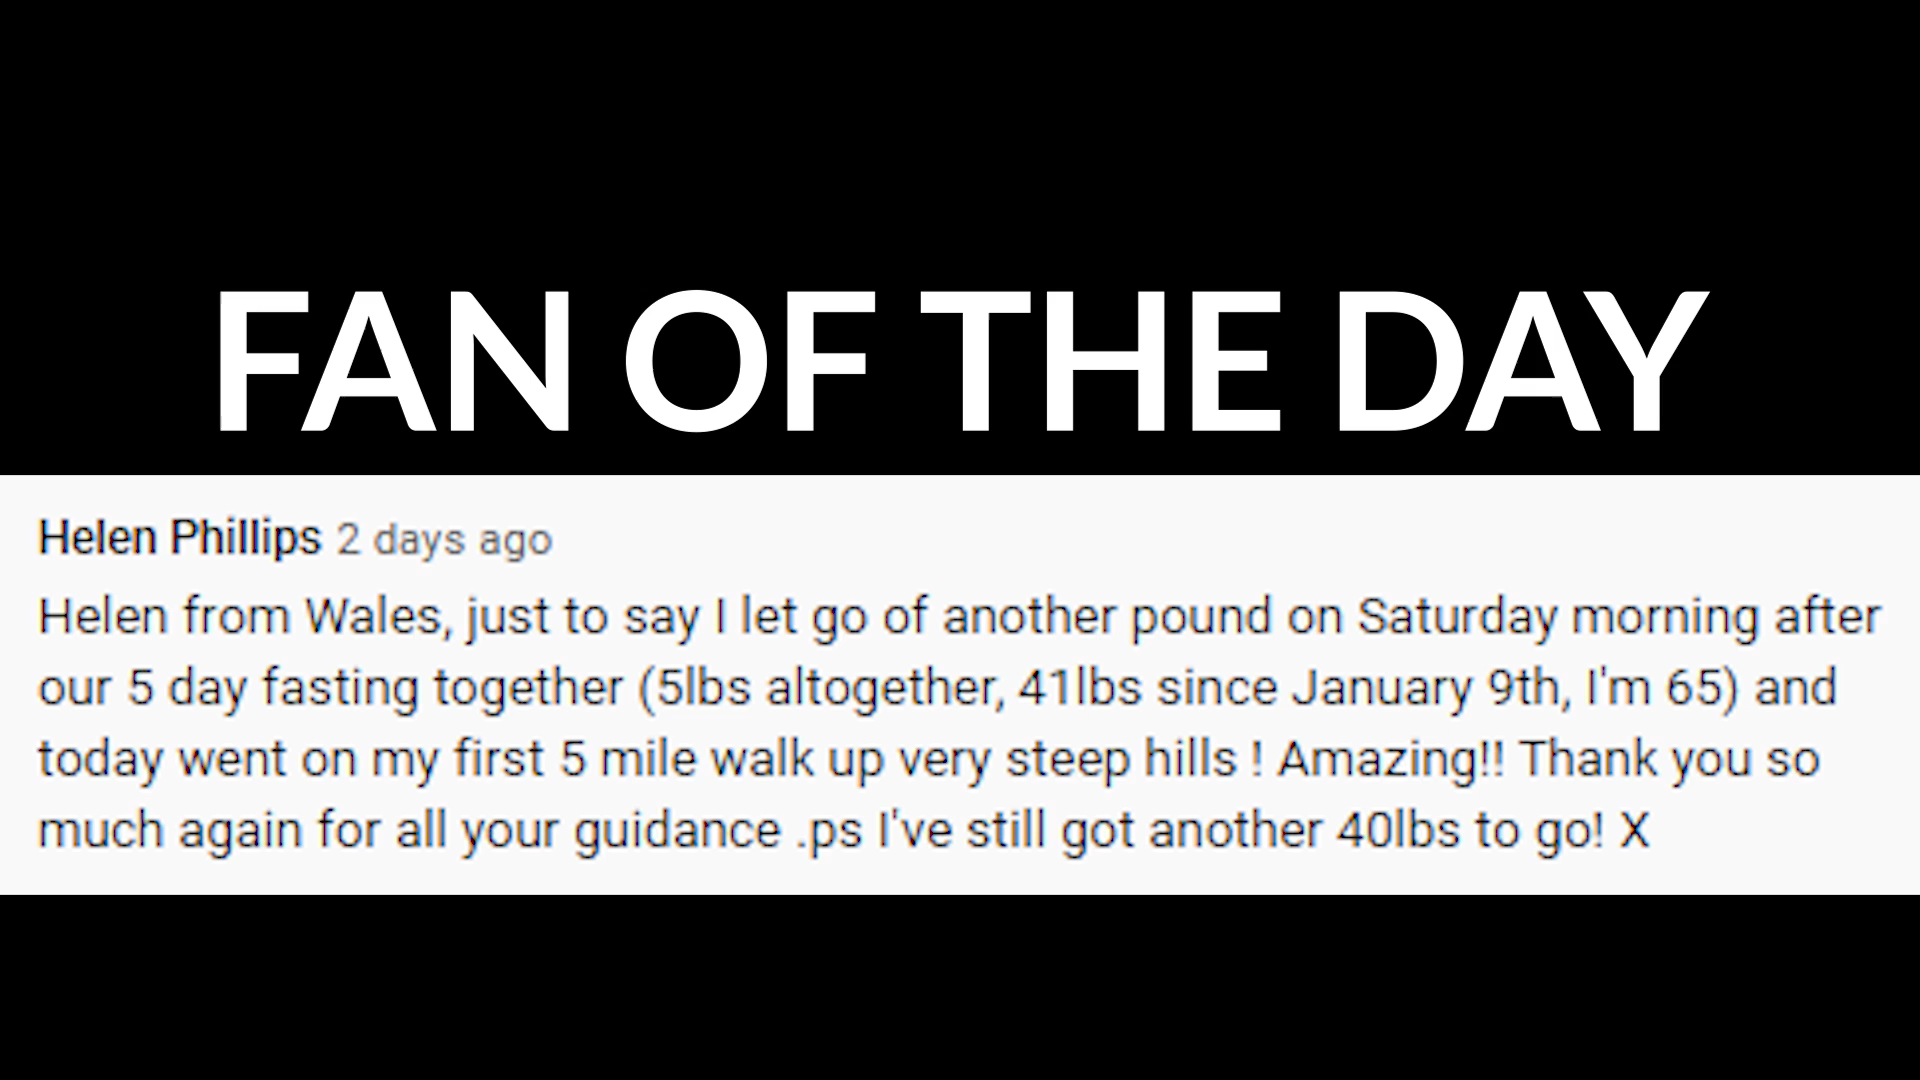 FAN OF THE DAY
Helen Phillips 2 days ago
Helen from Wales, just to say I let go of another pound on Saturday morning after
our 5 day fasting together (5lbs altogether, 41lbs since January 9th, I'm 65) and
today went on my first 5 mile walk up very steep hills ! Amazing!! Thank you so
much again for all your guidance .ps I've still got another 40lbs to go! X